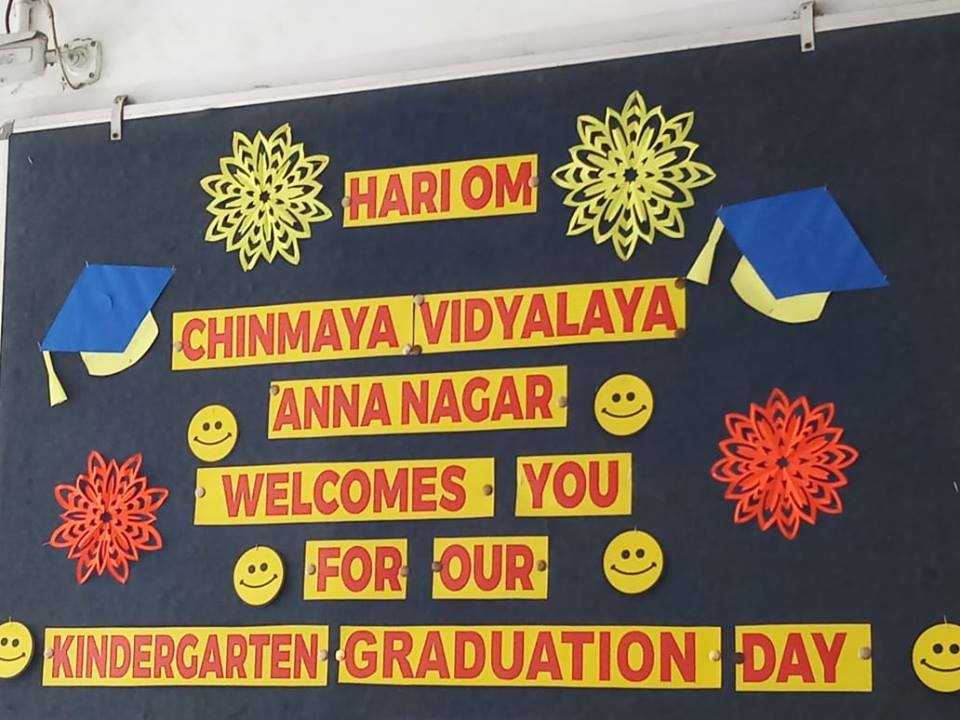 HARI OM
CHINMAYA VIDYALAYA
ANNA NAGAR
WELCOMES YOU
FOR OUR
KINDERGARTEN GRADUATION DAY